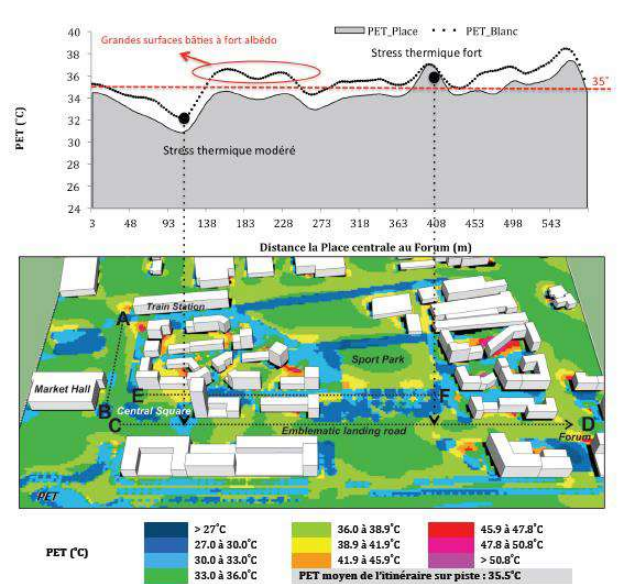 40
38
36
34
32
30
28
26
24
PET (°C)
PET_Place
PET_Blanc
Grandes surfaces bâties à fort albédo
Stress thermique fort
35°
Stress thermique modéré
3 48 93 138 183 228 273 318 363 408 453 498 543
Distance la Place centrale au Forum (m)
Train Station
A
Sport Park
Market Hall
E
F
B
Central Square
C
D
Emblematic landing road
Forum
PET
PET (°C)
> 27°C
27.0 à 30.0°C
30.0 à 33.0°C
33.0 à 36.0°C
36.0 à 38.9°C
38.9 à 41.9°C
41.9 à 45.9°C
45.9 à 47.8°C
47.8 à 50.8°C
> 50.8°C
PET moyen de l'itinéraire sur piste : 35.5°C